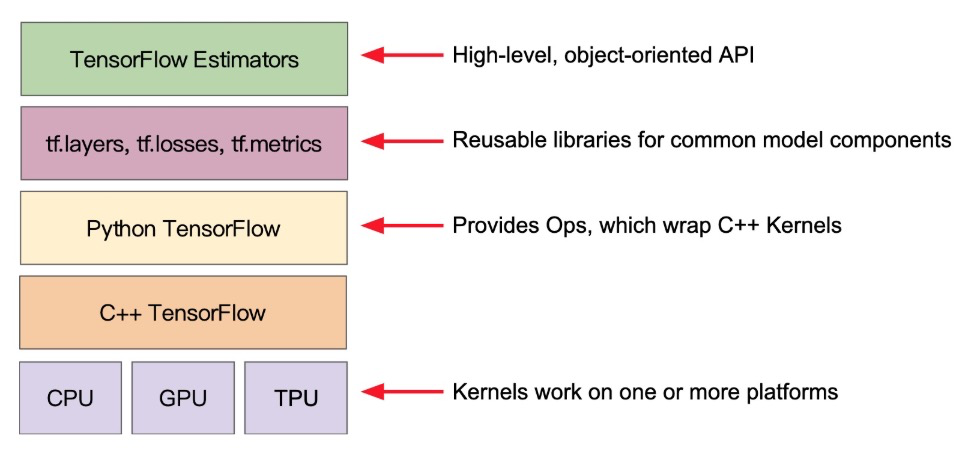 TensorFlow Estimators
High-level, object-oriented API
tf.layers, tf.losses, tf.metrics
Reusable libraries for common model components
Python TensorFlow
Provides Ops, which wrap C++ Kernels
C++ TensorFlow
CPU
GPU
TPU
Kernels work on one or more platforms